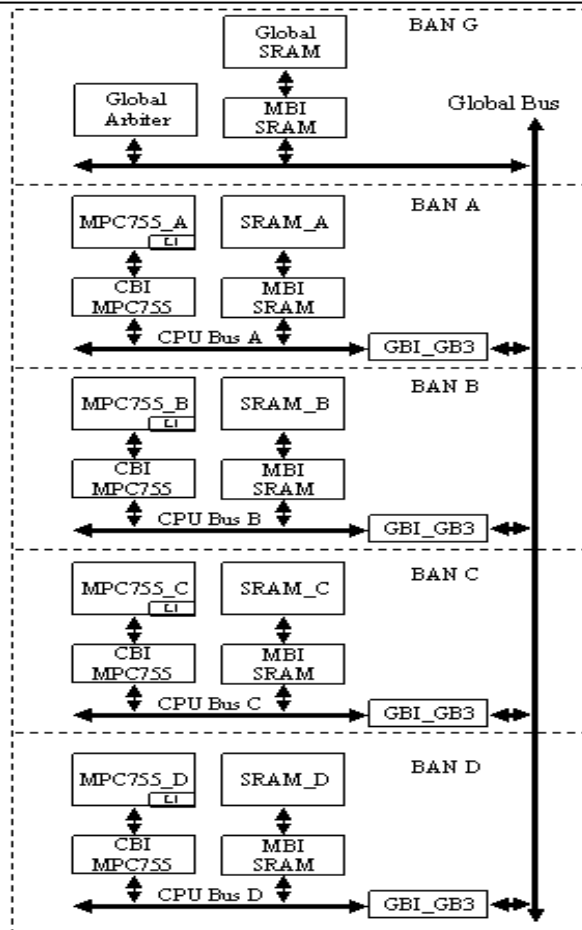 BAN G
Global
SRAM
Global
Arbiter
MBI
SRAM
Global Bus
BAN A
MPC755_A
SRAM_A
CBI
MPC755
MBI
SRAM
CPU Bus A
GBI_GB3
BAN B
MPC755_B
SRAM_B
CBI
MPC755
MBI
SRAM
CPU Bus B
GBI_GB3
BAN C
MPC755_C
SRAM_C
CBI
MPC755
MBI
SRAM
CPU Bus C
GBI_GB3
BAN D
MPC755_D
SRAM_D
CBI
MPC755
MBI
SRAM
CPU Bus D
GBI_GB3